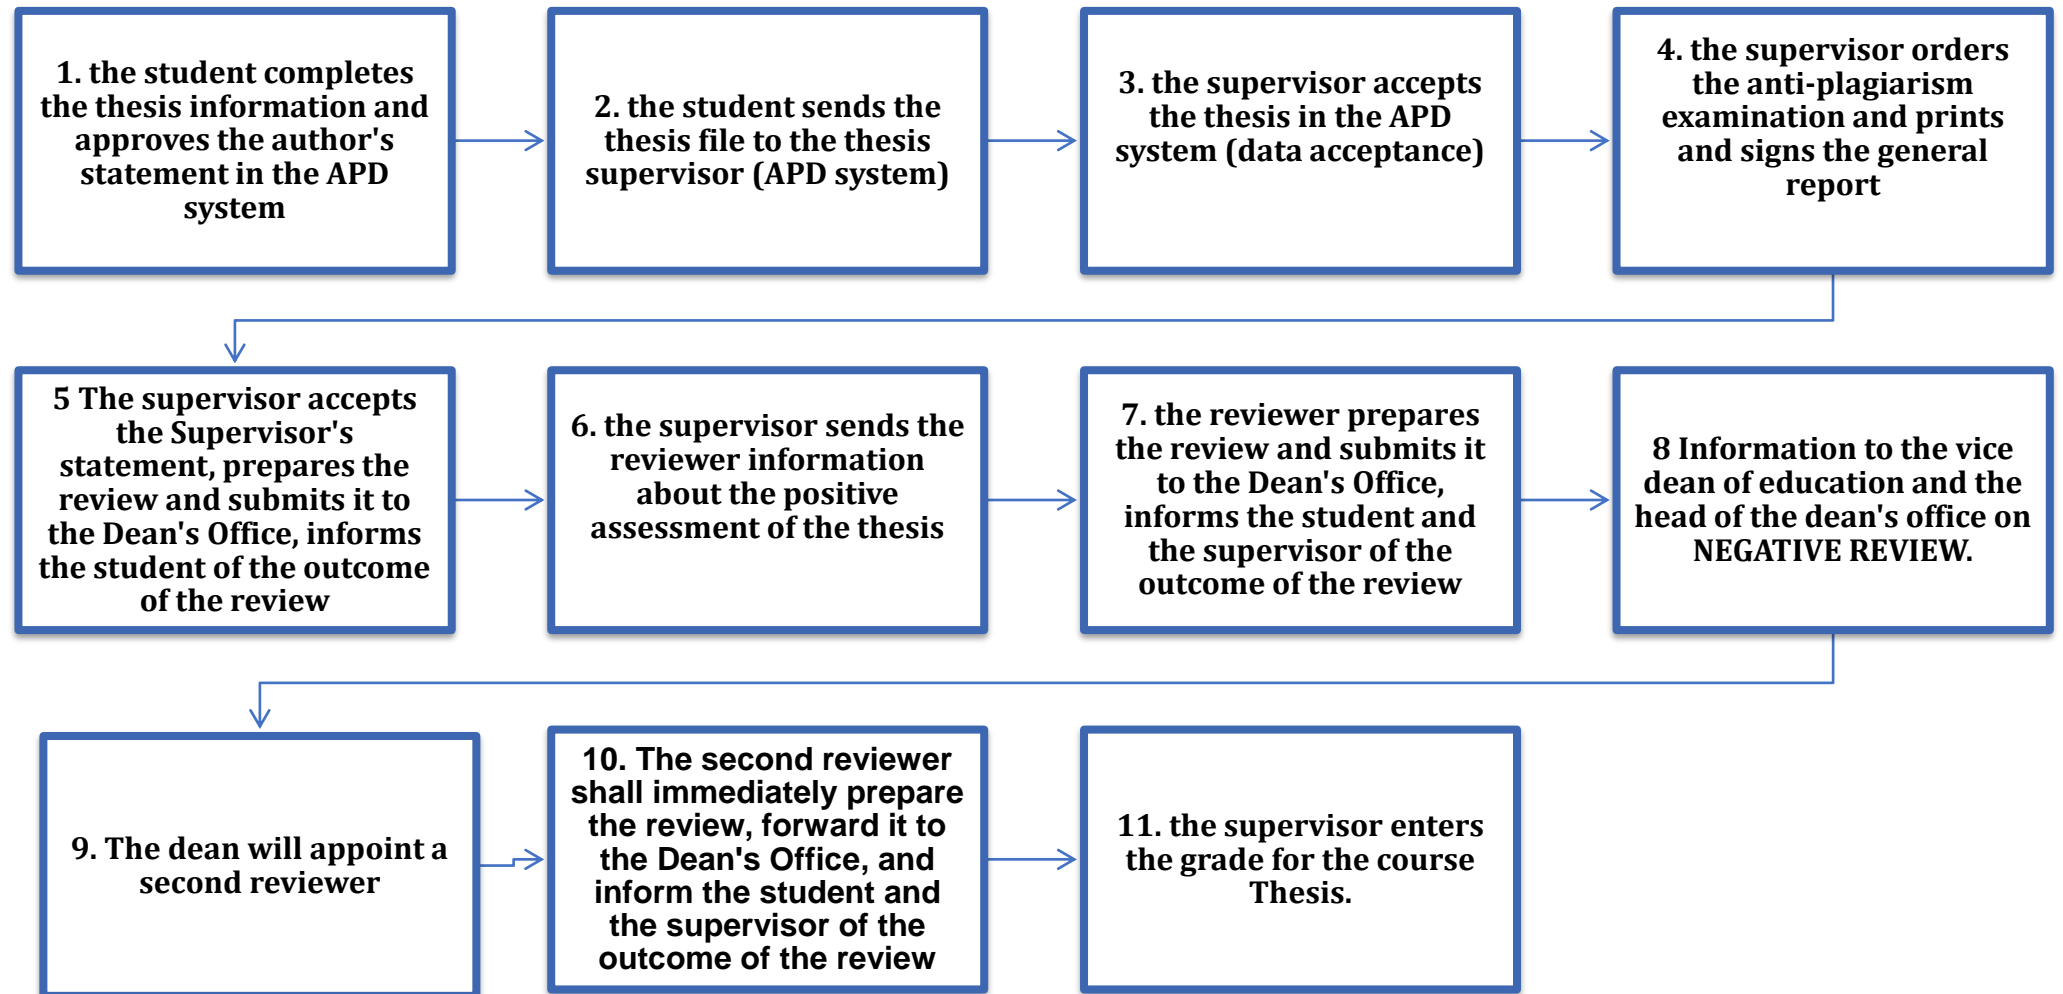 1. the student completes
the thesis information and
approves the author's
statement in the APD
system
2. the student sends the
thesis file to the thesis
supervisor (APD system)
3. the supervisor accepts
the thesis in the APD
system (data acceptance)
4. the supervisor orders
the anti-plagiarism
examination and prints
and signs the general
report
5 The supervisor accepts
the Supervisor's
statement, prepares the
review and submits it to
the Dean's Office, informs
the student of the outcome
of the review
6. the supervisor sends the
reviewer information
about the positive
assessment of the thesis
7. the reviewer prepares
the review and submits it
to the Dean's Office,
informs the student and
the supervisor of the
outcome of the review
8 Information to the vice
dean of education and the
head of the dean's office on
NEGATIVE REVIEW.
9. The dean will appoint a
second reviewer
10. The second reviewer
shall immediately prepare
the review, forward it to
the Dean's Office, and
inform the student and
the supervisor of the
outcome of the review
11. the supervisor enters
the grade for the course
Thesis.